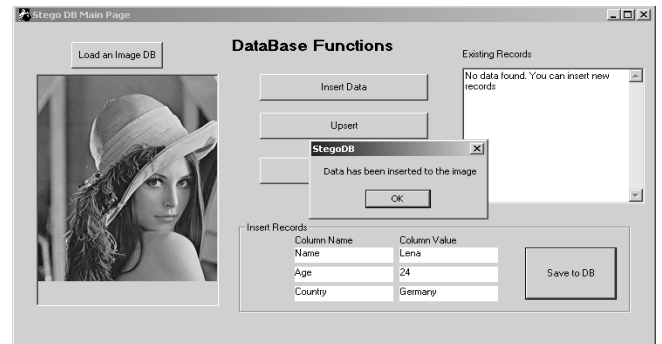 Stego DB Main Page
Load an Image DB
DataBase Functions
Existing Records
Insert Data
Upsert
No data found. You can insert new
records
StegoDB
Data has been inserted to the image
OK
Insert Records
Column Name
Column Value
Name
Lena
Age
24
Country
Germany
Save to DB